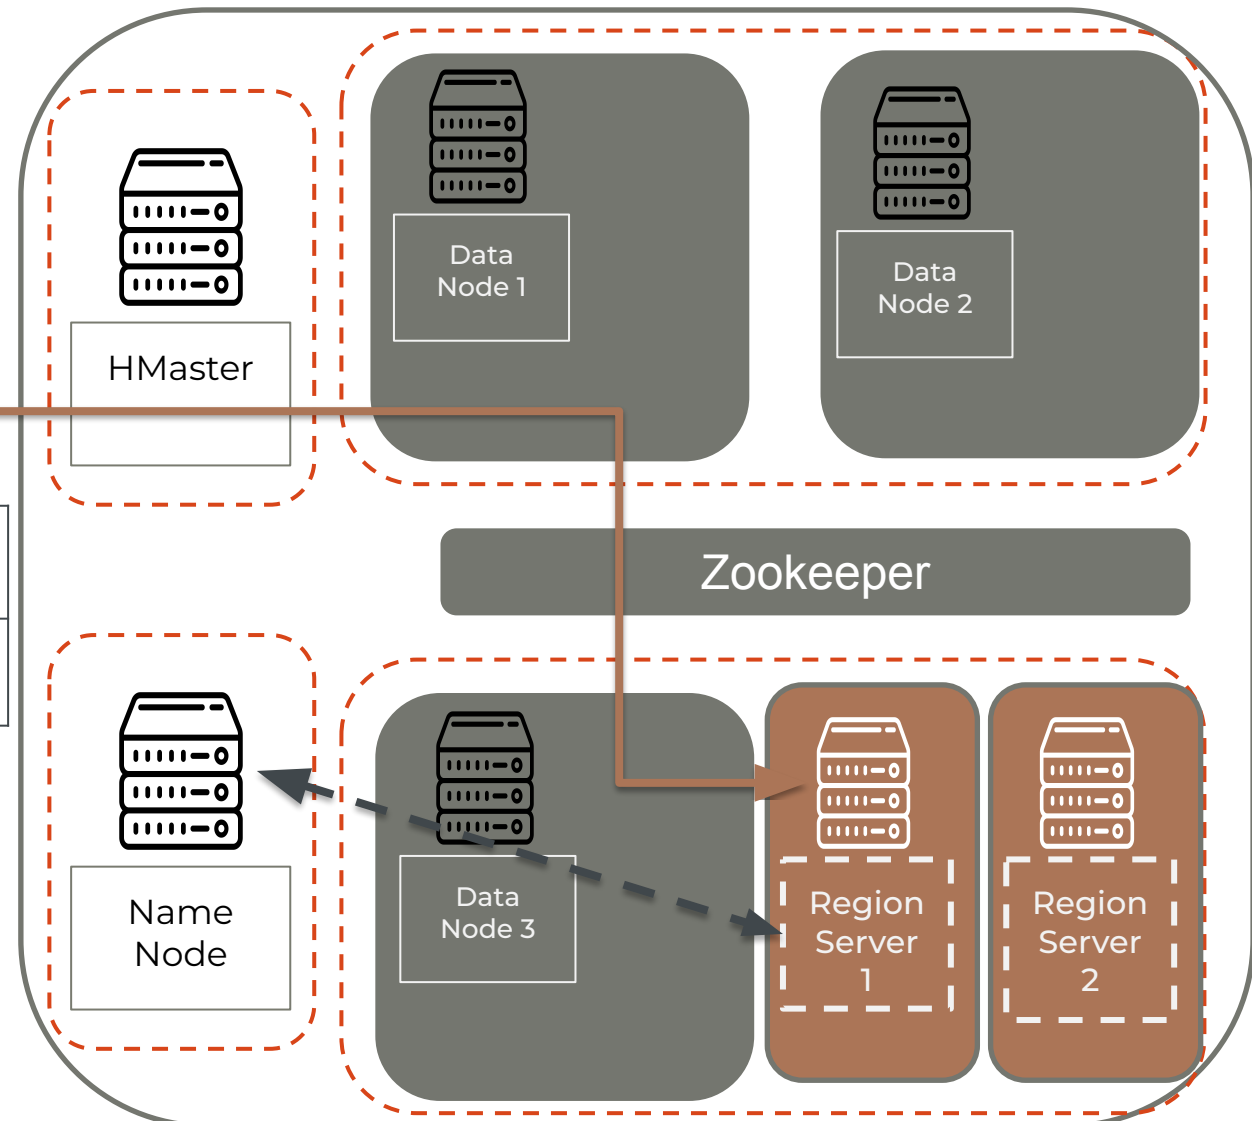 Data
Node 1
Data
Node 2
HMaster
Zookeeper
Name
Node
Data
Node 3
Region
Server
1
Region
Server
2